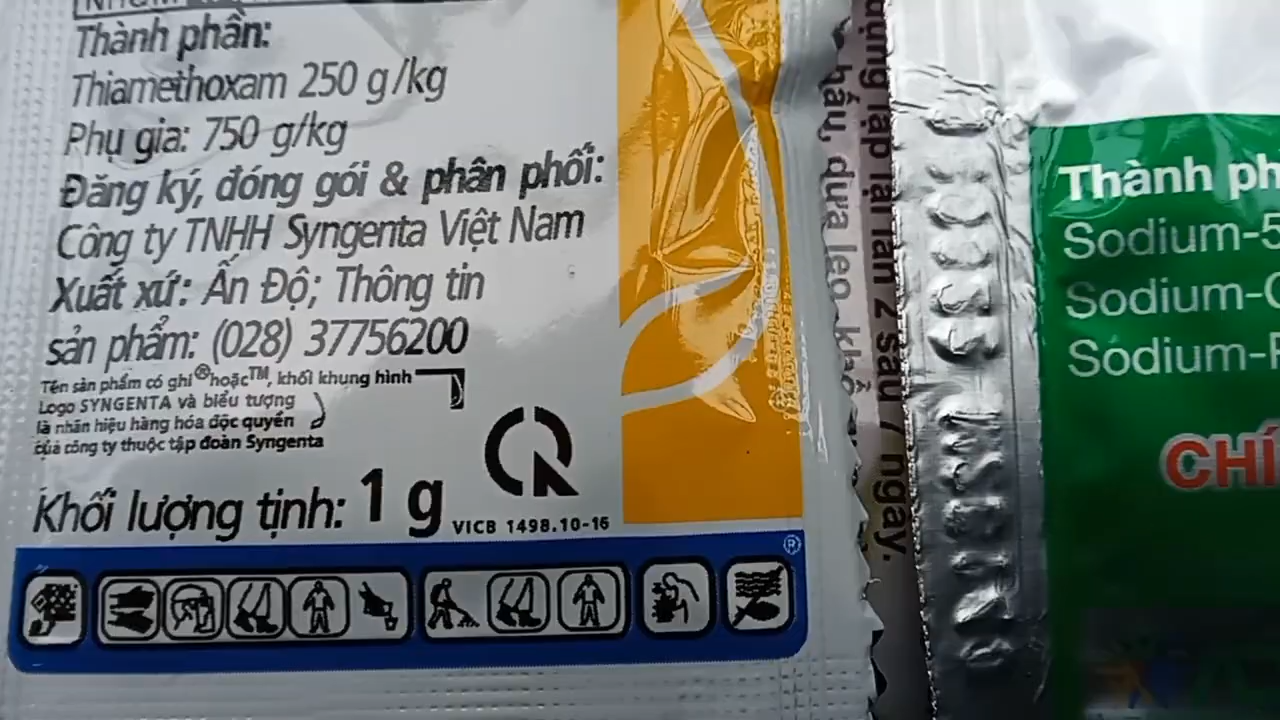 Thành phần:
Thiamethoxam 250 g/kg
Phụ gia: 750 g/kg
Đăng ký, đóng gói & phân phối:
Công ty TNHH Syngenta Việt Nam
Xuất xứ: Ấn Độ; Thông tin
sản phẩm: (028) 37756200
Tên sản phẩm có ghi ® hoặc TM, khối khung hình
Logo SYNGENTA và biểu tượng
là nhãn hiệu hàng hóa độc quyền
của công ty thuộc tập đoàn Syngenta
Khối lượng tịnh: 1 g
VICB 1498.10-16
®
lặp lại lần 2 sau 7 ngày.
hấu, dưa leo, khổ
Thành ph
Sodium-5
Sodium-
Sodium-
CHÍ